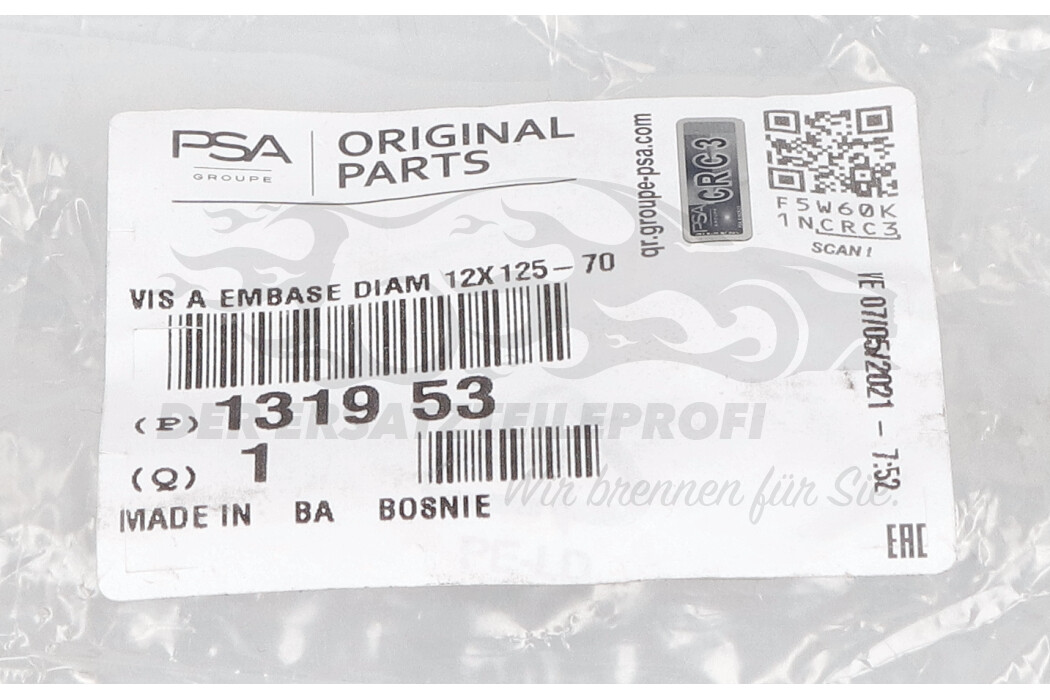 PSA
GROUPE
ORIGINAL
PARTS
qr.groupe-psa.com
PSA
CRC3
F5W60K
1NCRC3
SCAN!
VIS A EMBASE DIAM 12X125-70
(P) 1319 53
(Q) 1
MADE IN BA BOSNIE
VE 07/05/2021 - 7:52
EAC
DER ERSATZTEILEPROFI
Wir brennen für Sie.
PE-LD